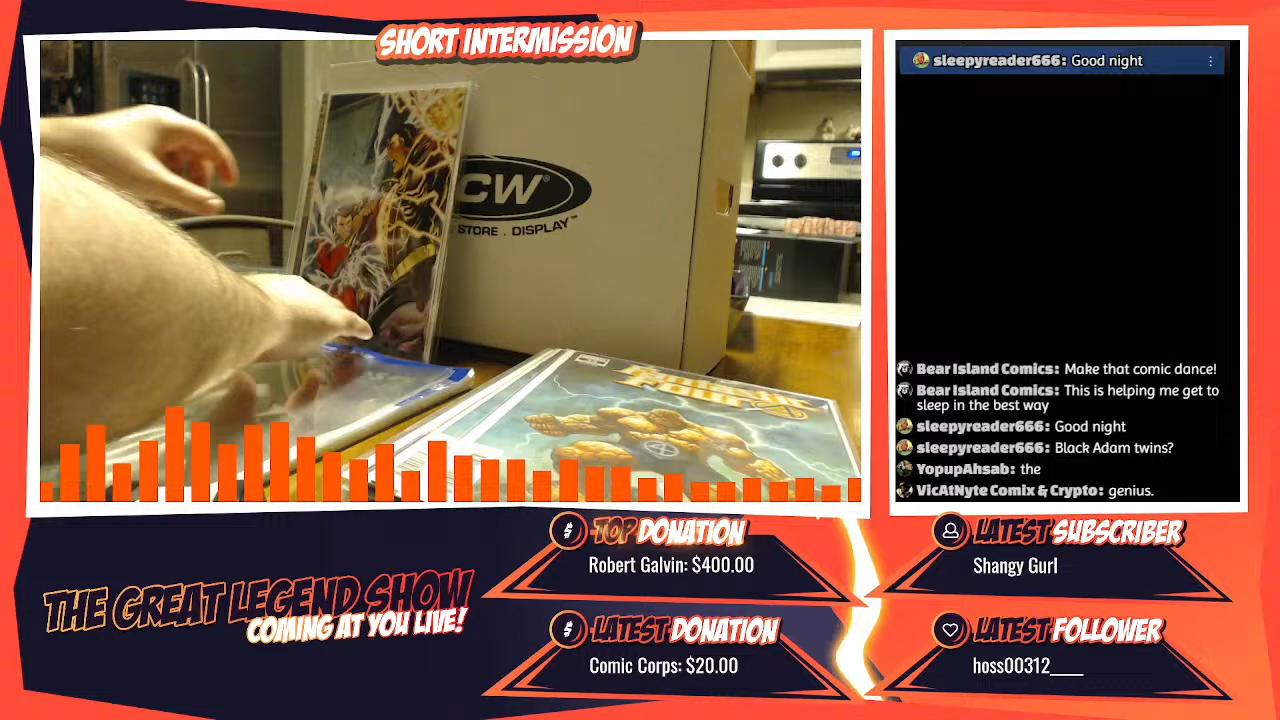 SHORT INTERMISSION
sleepyreader666: Good night
CW®
STORE . DISPLAY™
Bear Island Comics: Make that comic dance!
Bear Island Comics: This is helping me get to
sleep in the best way
sleepyreader666: Good night
sleepyreader666: Black Adam twins?
YopupAhsab: the
VicAtNyte Comix & Crypto: genius.
TOP DONATION
Robert Galvin: $400.00
LATEST SUBSCRIBER
Shangy Gurl
THE GREAT LEGEND SHOW
COMING AT YOU LIVE!
LATEST DONATION
Comic Corps: $20.00
LATEST FOLLOWER
hoss00312____